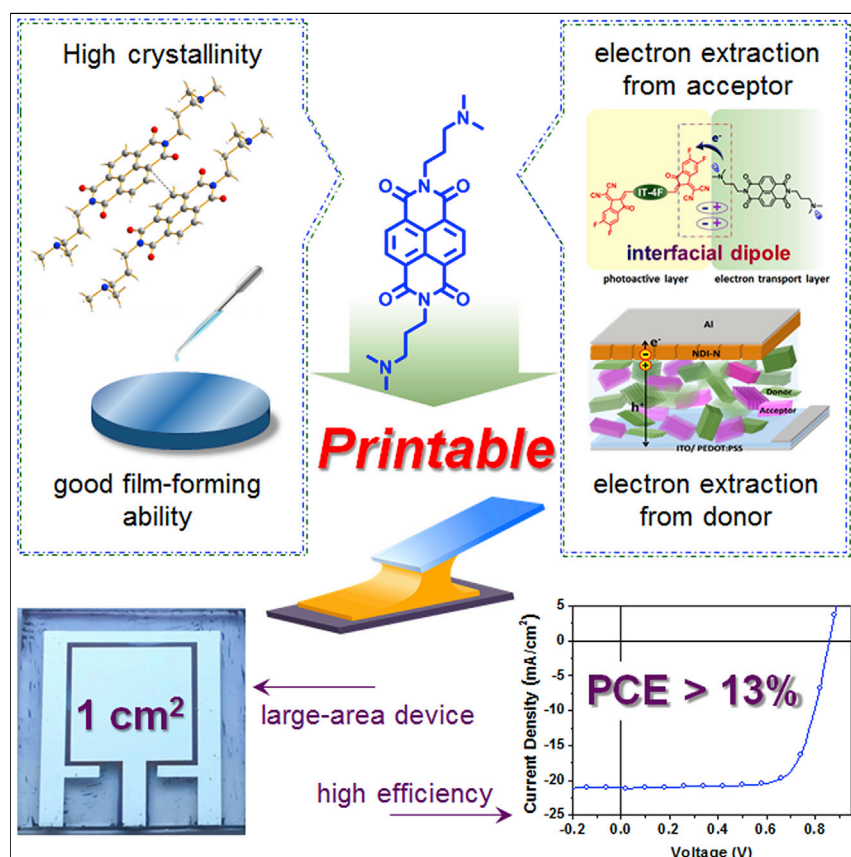 High crystallinity
good film-forming
ability
N
N
O
O
O
O
N
N
Printable
electron extraction
from acceptor
e-
IT-4F
interfacial dipole
photoactive layer
electron transport layer
Al
e-
NDI-N
Donor
h+
Acceptor
ITO/ PEDOT:PSS
electron extraction
from donor
1 cm²
large-area device
high efficiency
PCE > 13%
Current Density (mA/cm²)
5
0
-5
-10
-15
-20
-25
-0.2
0.0
0.2
0.4
0.6
0.8
Voltage (V)